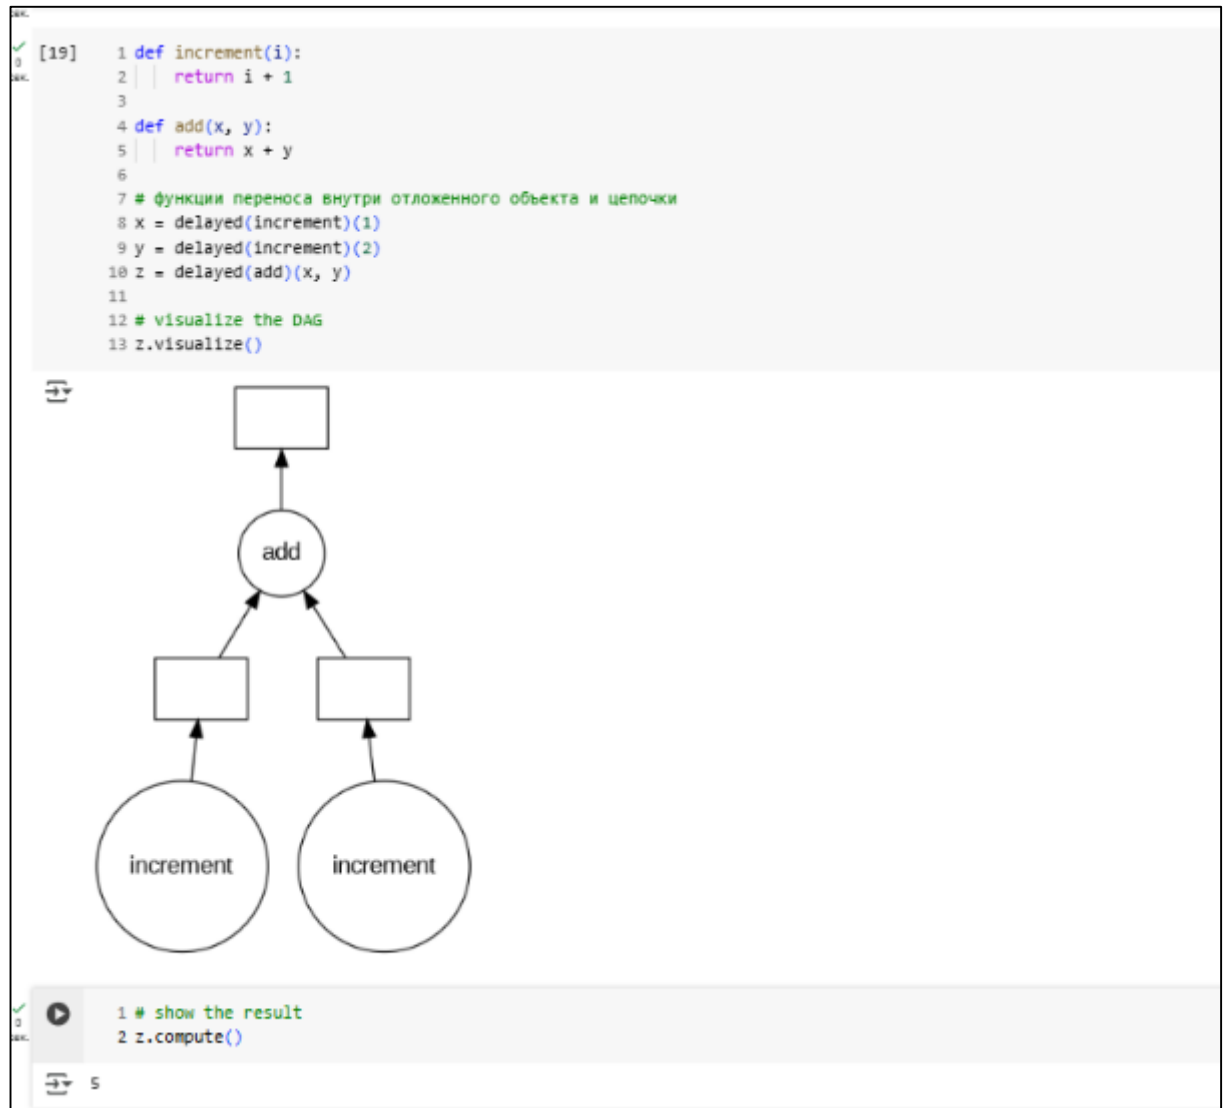 [19]
1 def increment(i):
2 return i + 1
3
4 def add(x, y):
5 return x + y
6
7 # функции переноса внутри отложенного объекта и цепочки
8 x = delayed(increment)(1)
9 y = delayed(increment)(2)
10 z = delayed(add)(x, y)
11
12 # visualize the DAG
13 z.visualize()
add
increment increment
1 # show the result
2 z.compute()
5